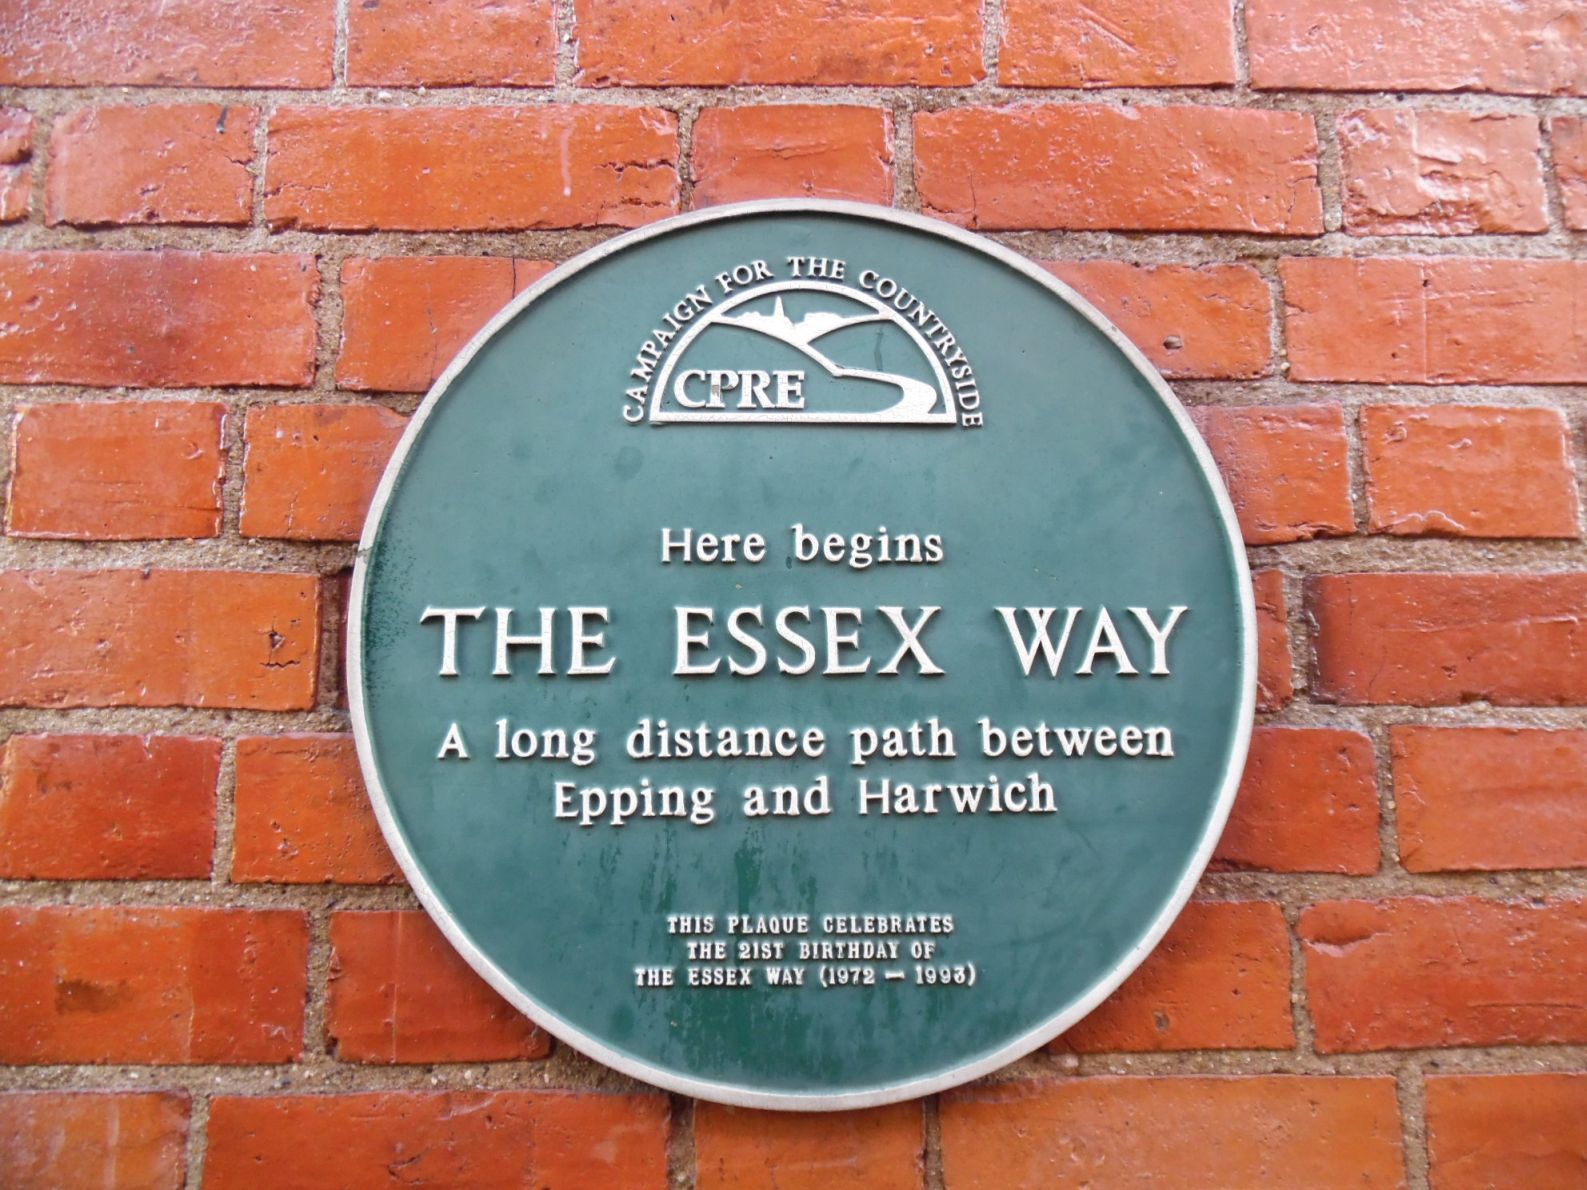 CAMPAIGN FOR THE COUNTRYSIDE
CPRE
Here begins
THE ESSEX WAY
A long distance path between
Epping and Harwich
THIS PLAQUE CELEBRATES
THE 21ST BIRTHDAY OF
THE ESSEX WAY (1972 – 1993)